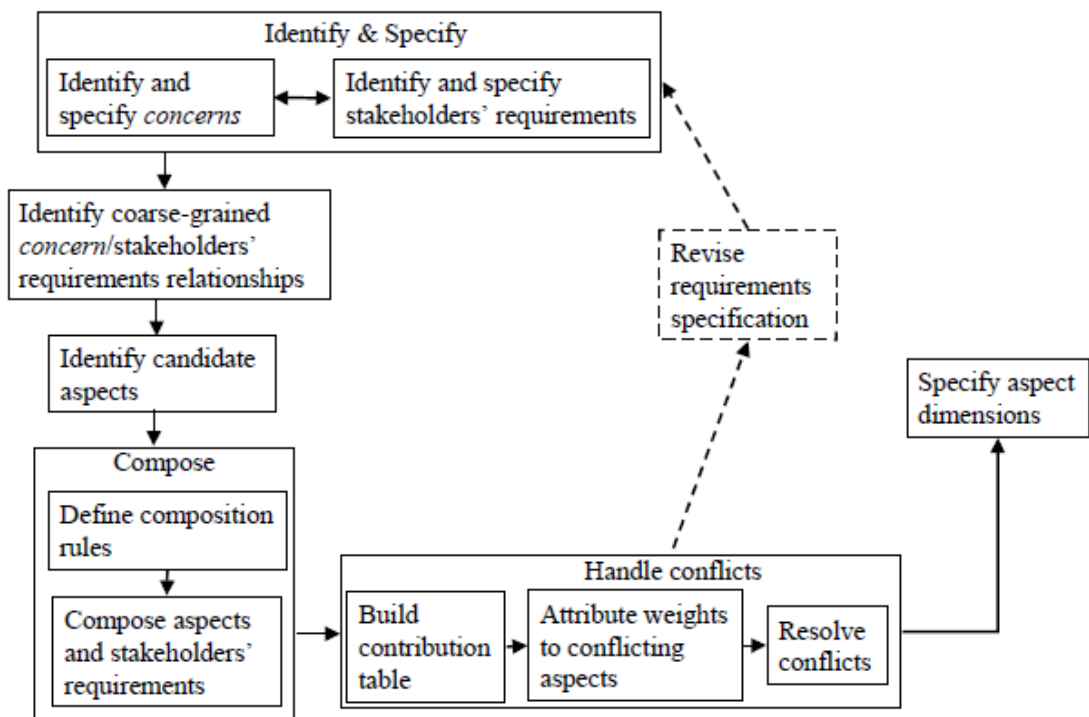 Identify & Specify
Identify and
specify concerns
Identify and specify
stakeholders’ requirements
Identify coarse-grained
concern/stakeholders’
requirements relationships
Revise
requirements
specification
Identify candidate
aspects
Specify aspect
dimensions
Compose
Define composition
rules
Compose aspects
and stakeholders’
requirements
Handle conflicts
Build
contribution
table
Attribute weights
to conflicting
aspects
Resolve
conflicts